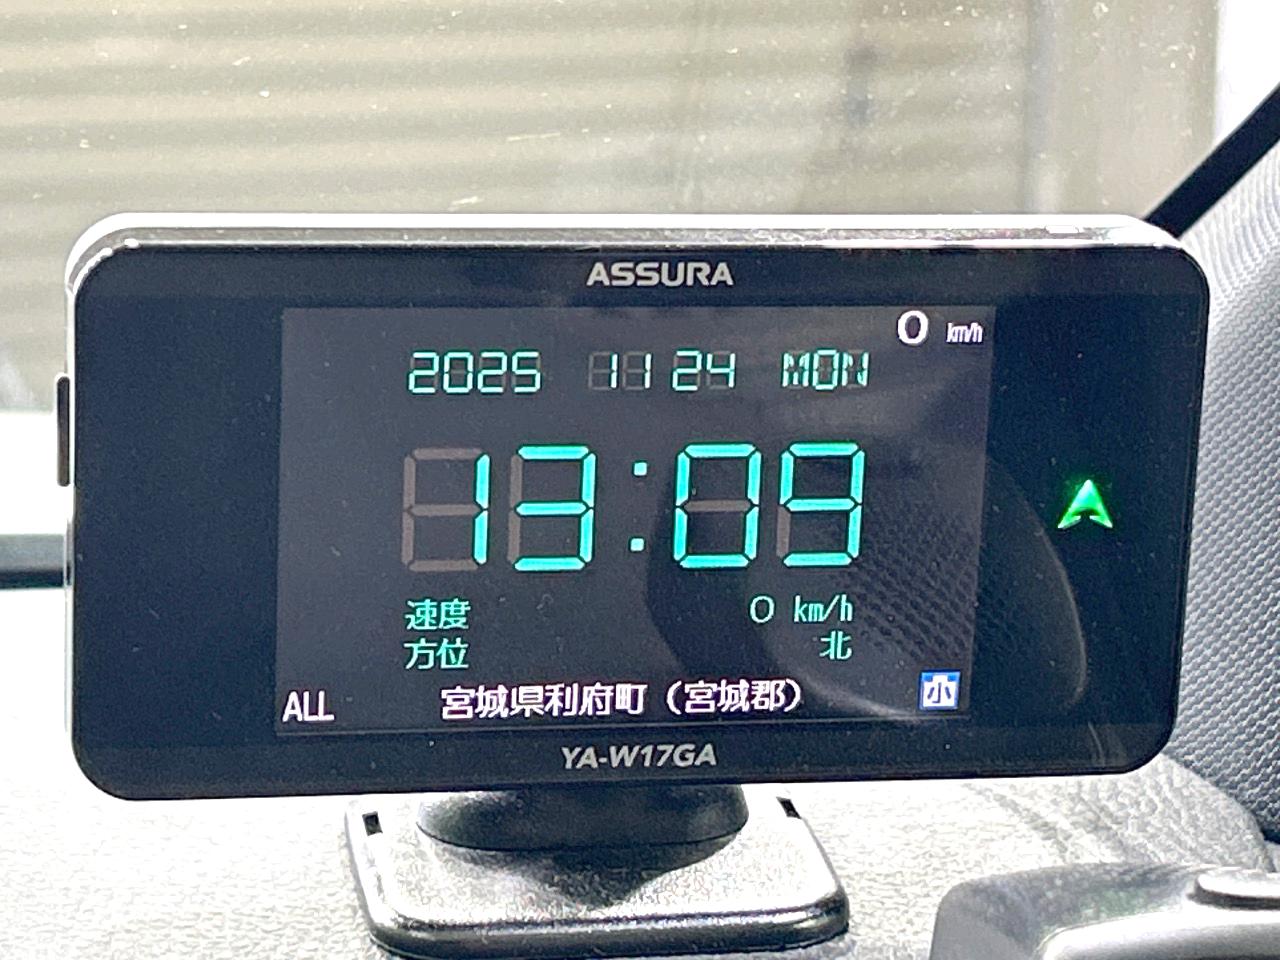 ASSURA
0 km/h
2025 11 24 MON
13:09
速度 0 km/h
方位 北
ALL 宮城県利府町（宮城郡） 小
YA-W17GA